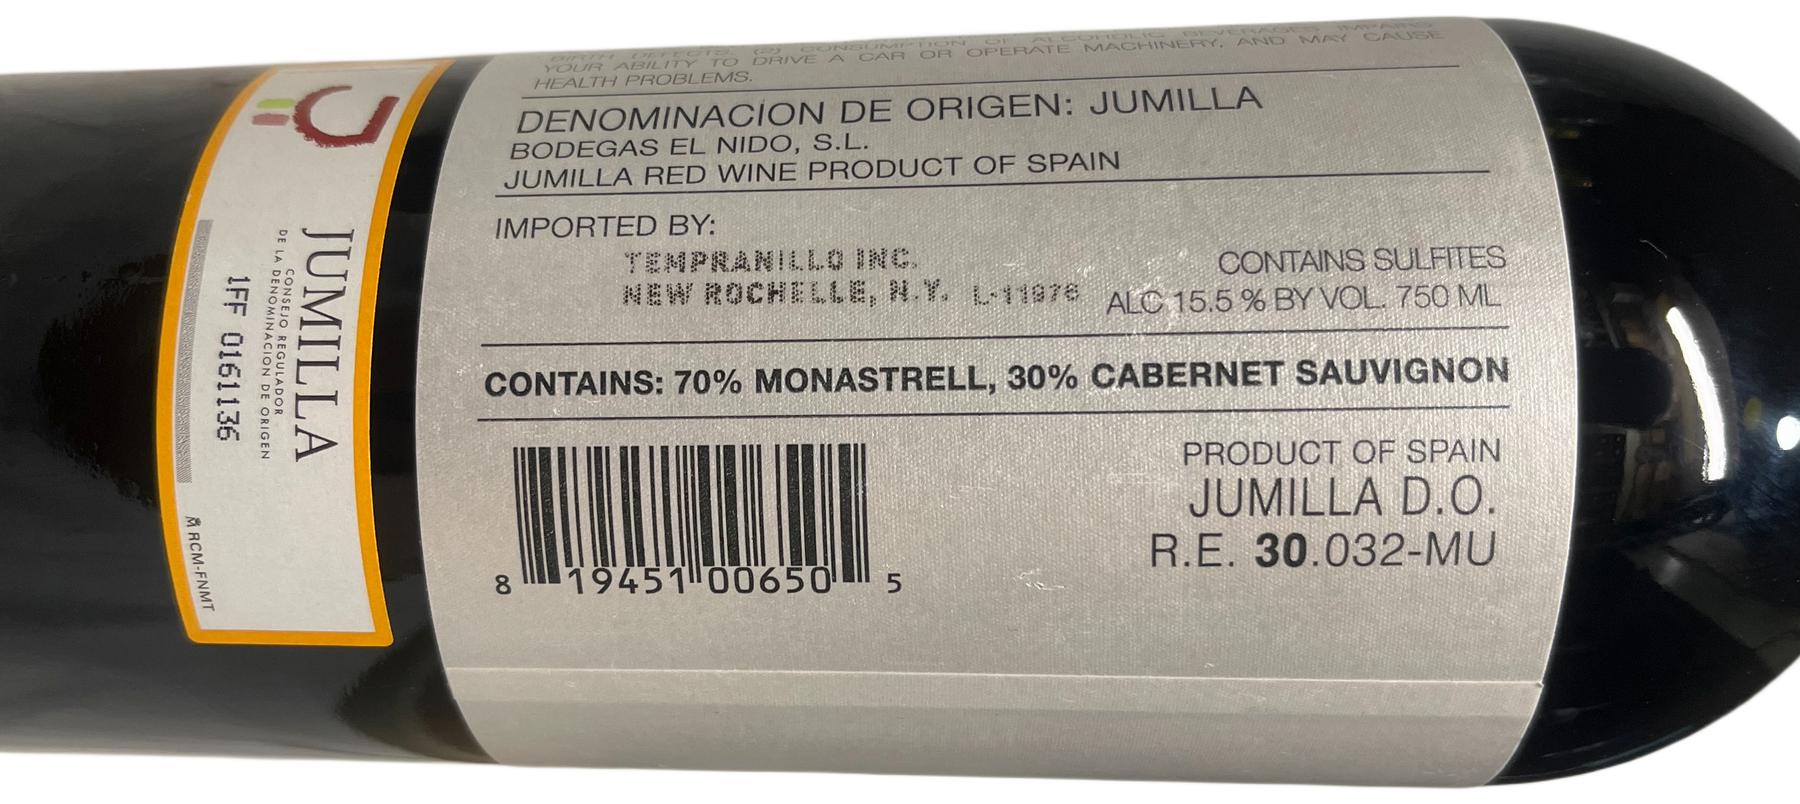 BIRTH DEFECTS. (2) CONSUMPTION OF ALCOHOLIC BEVERAGES IMPAIRS
YOUR ABILITY TO DRIVE A CAR OR OPERATE MACHINERY, AND MAY CAUSE
HEALTH PROBLEMS.
DENOMINACION DE ORIGEN: JUMILLA
BODEGAS EL NIDO, S.L.
JUMILLA RED WINE PRODUCT OF SPAIN
IMPORTED BY:
TEMPRANILLO INC.
NEW ROCHELLE, N.Y. L-11976
CONTAINS SULFITES
ALC 15.5 % BY VOL. 750 ML
CONTAINS: 70% MONASTRELL, 30% CABERNET SAUVIGNON
8 19451 00650 5
PRODUCT OF SPAIN
JUMILLA D.O.
R.E. 30.032-MU
JUMILLA
CONSEJO REGULADOR
DE LA DENOMINACION DE ORIGEN
1FF 0161136
RCM-FNMT